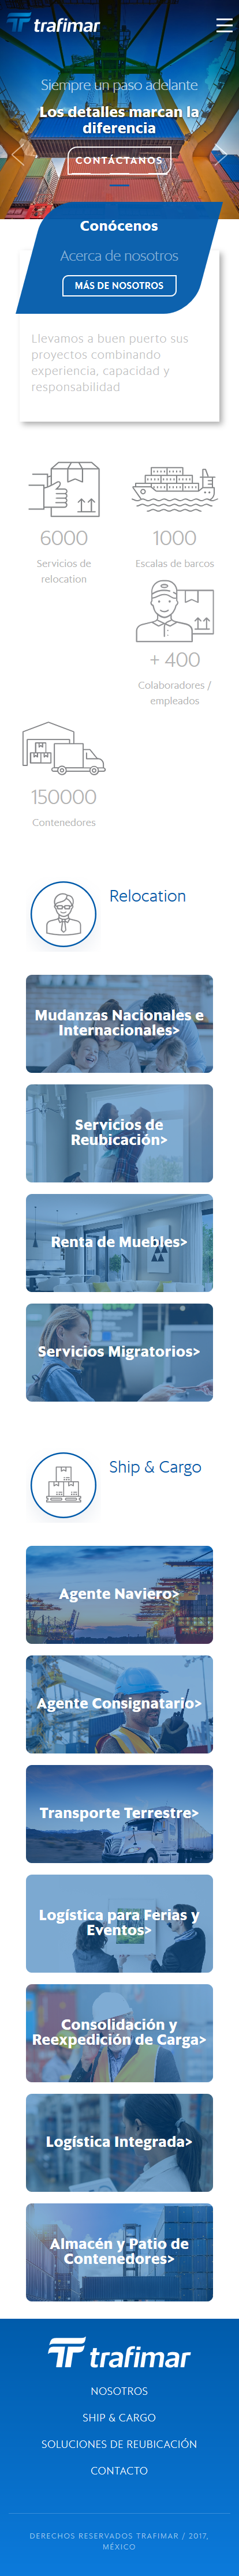 trafimar
Siempre un paso adelante
Los detalles marcan la
diferencia
CONTÁCTANOS
Conócenos
Acerca de nosotros
MÁS DE NOSOTROS
Llevamos a buen puerto sus
proyectos combinando
experiencia, capacidad y
responsabilidad
6000
Servicios de
relocation
1000
Escalas de barcos
+ 400
Colaboradores /
empleados
150000
Contenedores
Relocation
Mudanzas Nacionales e
Internacionales>
Servicios de
Reubicación>
Renta de Muebles>
Servicios Migratorios>
Ship & Cargo
Agente Naviero>
Agente Consignatario>
Transporte Terrestre>
Logística para Ferias y
Eventos>
Consolidación y
Reexpedición de Carga>
Logística Integrada>
Almacén y Patio de
Contenedores>
trafimar
NOSOTROS
SHIP & CARGO
SOLUCIONES DE REUBICACIÓN
CONTACTO
DERECHOS RESERVADOS TRAFIMAR / 2017,
MÉXICO